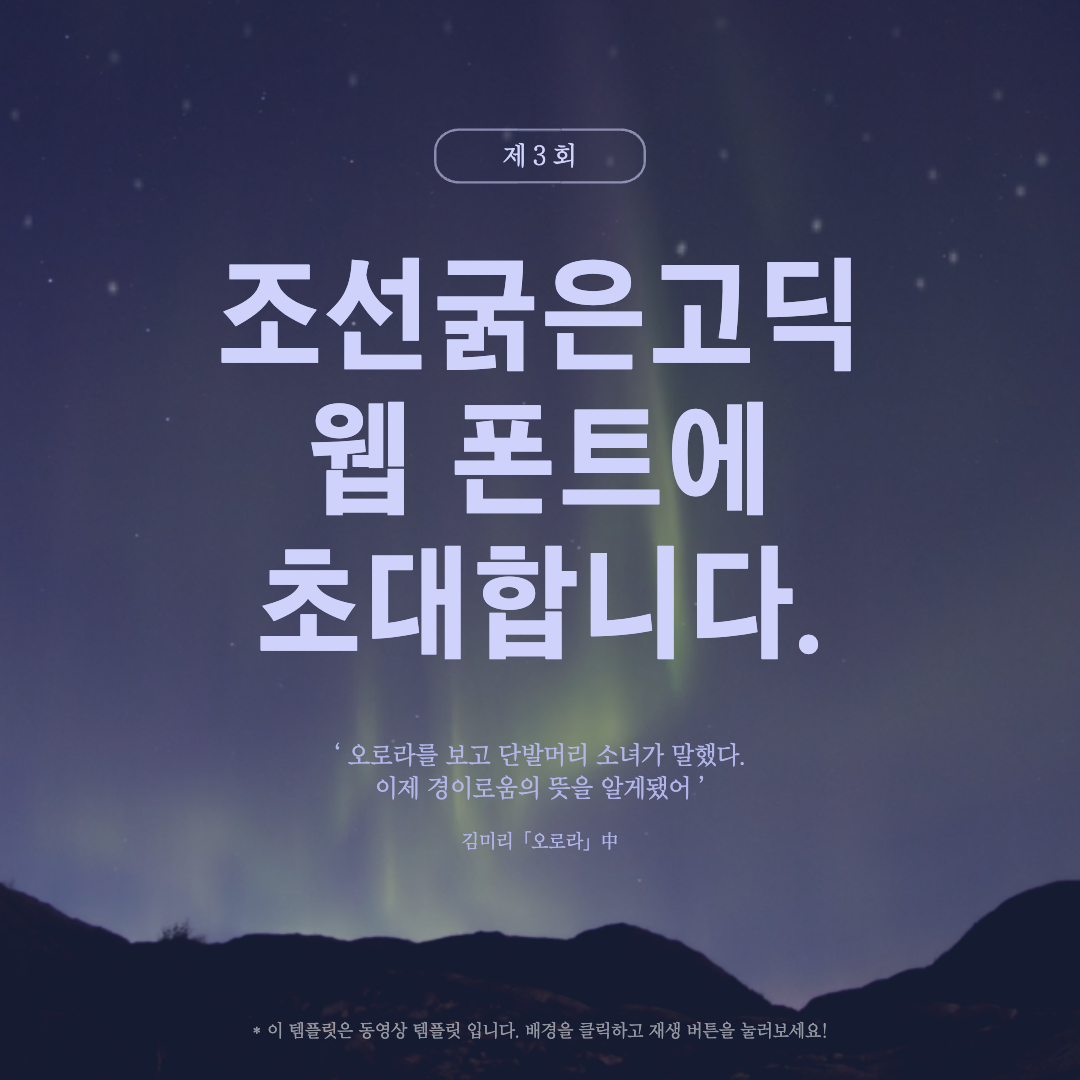 제3회
조선굵은고딕
웹 폰트에
초대합니다.
‘ 오로라를 보고 단발머리 소녀가 말했다.
이제 경이로움의 뜻을 알게됐어 ’
김미리「오로라」中
* 이 템플릿은 동영상 템플릿 입니다. 배경을 클릭하고 재생 버튼을 눌러보세요!